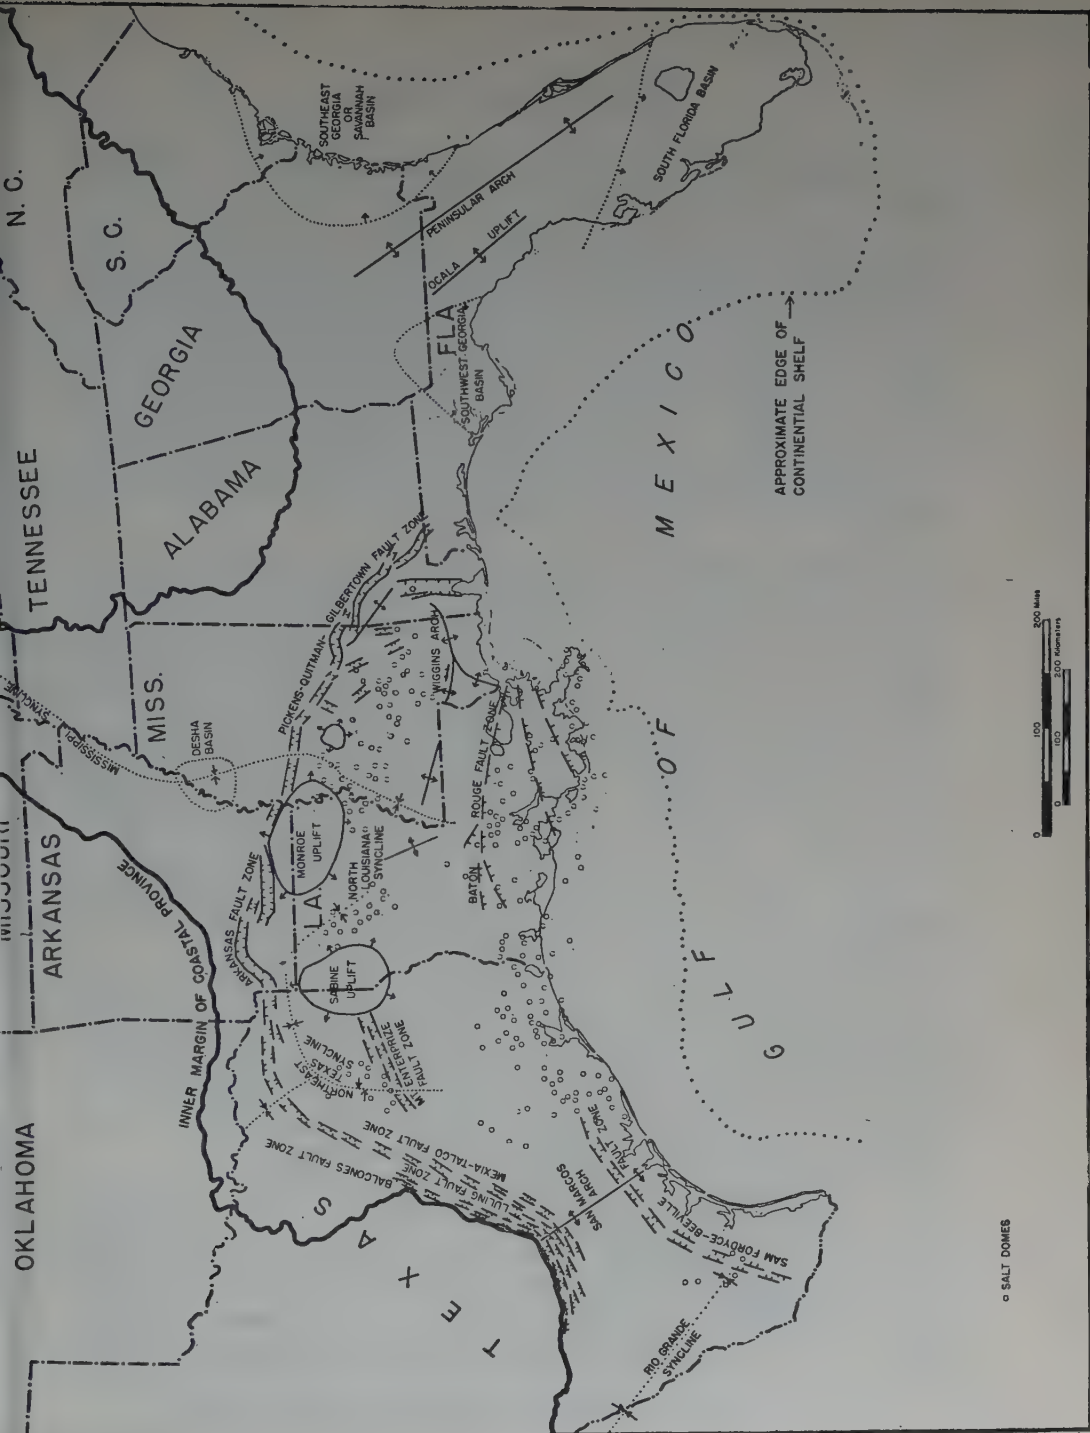 N. C.
S. C.
TENNESSEE
GEORGIA
ALABAMA
MISS.
ARKANSAS
OKLAHOMA
T E X A S
LA.
FLA
SOUTHEAST
GEORGIA
OR
SAVANNAH
BASIN
PENINSULAR ARCH
OCALA UPLIFT
SOUTH FLORIDA BASIN
SOUTHWEST GEORGIA
BASIN
APPROXIMATE EDGE OF
CONTINENTIAL SHELF
GULF OF MEXICO
PICKENS-QUITMAN-GILBERTOWN FAULT ZONE
WIGGINS ARCH
MISSISSIPPI SYNCLINE
DESHA
BASIN
MONROE
UPLIFT
NORTH
LOUISIANA
SYNCLINE
BATON ROUGE FAULT ZONE
ARKANSAS FAULT ZONE
SABINE
UPLIFT
INNER MARGIN OF COASTAL PROVINCE
NORTHEAST
TEXAS
SYNCLINE
MT ENTERPRIZE
FAULT ZONE
MEXIA-TALCO FAULT ZONE
BALCONES FAULT ZONE
LULING FAULT ZONE
SAN MARCOS
ARCH
SAM FORDYCE-BEEVILLE FAULT ZONE
RIO GRANDE
SYNCLINE
0 100 200 Miles
0 100 200 Kilometers
o SALT DOMES